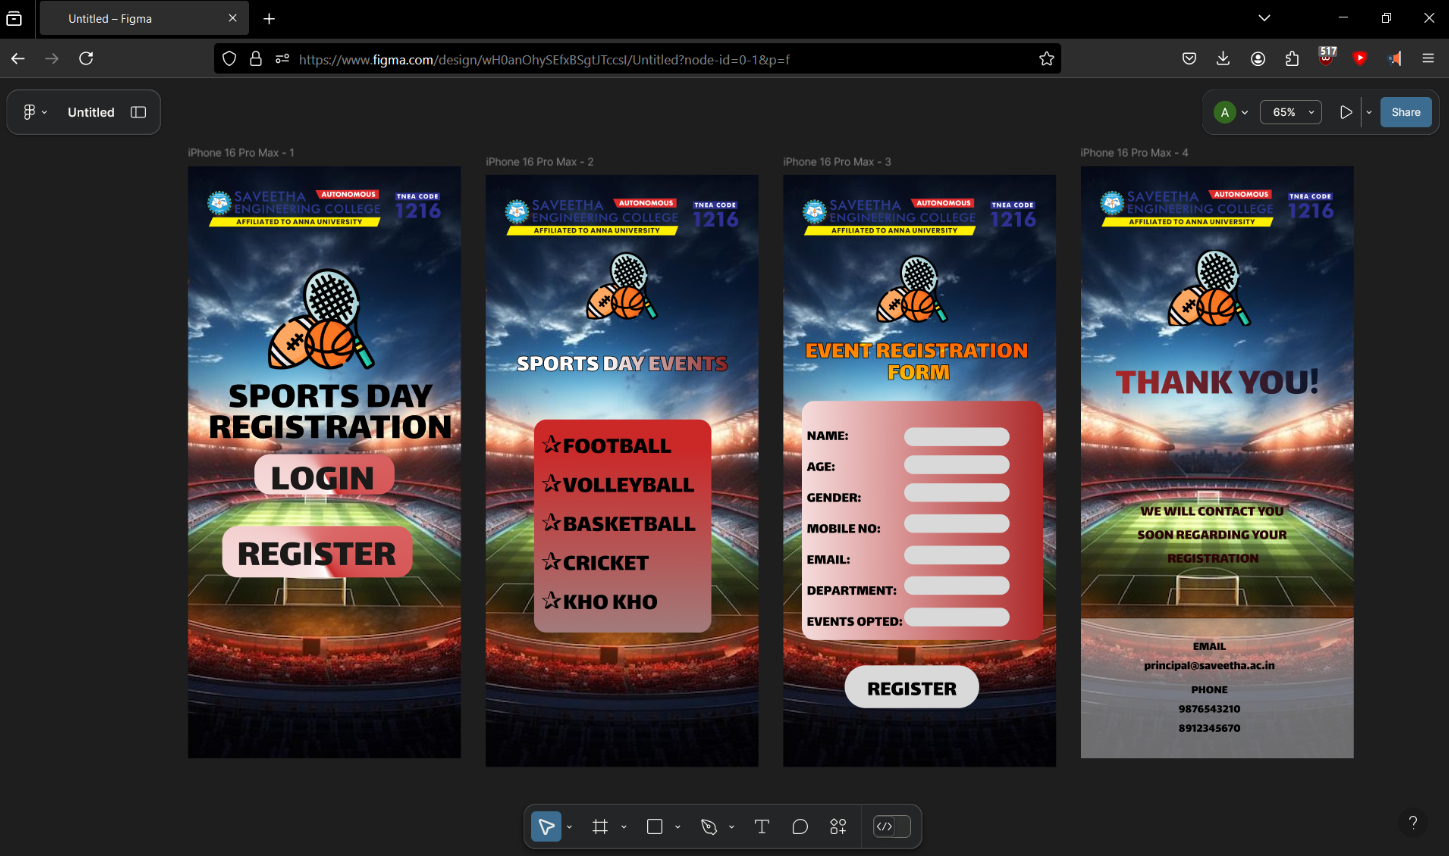 Untitled – Figma
https://www.figma.com/design/wH0anOhySEfxBSgUTccsI/Untitled?node-id=0-1&p=f
517
Untitled
A
65%
Share
iPhone 16 Pro Max - 1
SAVEETHA AUTONOMOUS
ENGINEERING COLLEGE
AFFILIATED TO ANNA UNIVERSITY
TNEA CODE
1216
SPORTS DAY
REGISTRATION
LOGIN
REGISTER
iPhone 16 Pro Max - 2
SAVEETHA AUTONOMOUS
ENGINEERING COLLEGE
AFFILIATED TO ANNA UNIVERSITY
TNEA CODE
1216
SPORTS DAY EVENTS
☆FOOTBALL
☆VOLLEYBALL
☆BASKETBALL
☆CRICKET
☆KHO KHO
iPhone 16 Pro Max - 3
SAVEETHA AUTONOMOUS
ENGINEERING COLLEGE
AFFILIATED TO ANNA UNIVERSITY
TNEA CODE
1216
EVENT REGISTRATION
FORM
NAME:
AGE:
GENDER:
MOBILE NO:
EMAIL:
DEPARTMENT:
EVENTS OPTED:
REGISTER
iPhone 16 Pro Max - 4
SAVEETHA AUTONOMOUS
ENGINEERING COLLEGE
AFFILIATED TO ANNA UNIVERSITY
TNEA CODE
1216
THANK YOU!
WE WILL CONTACT YOU
SOON REGARDING YOUR
REGISTRATION
EMAIL
principal@saveetha.ac.in
PHONE
9876543210
8912345670